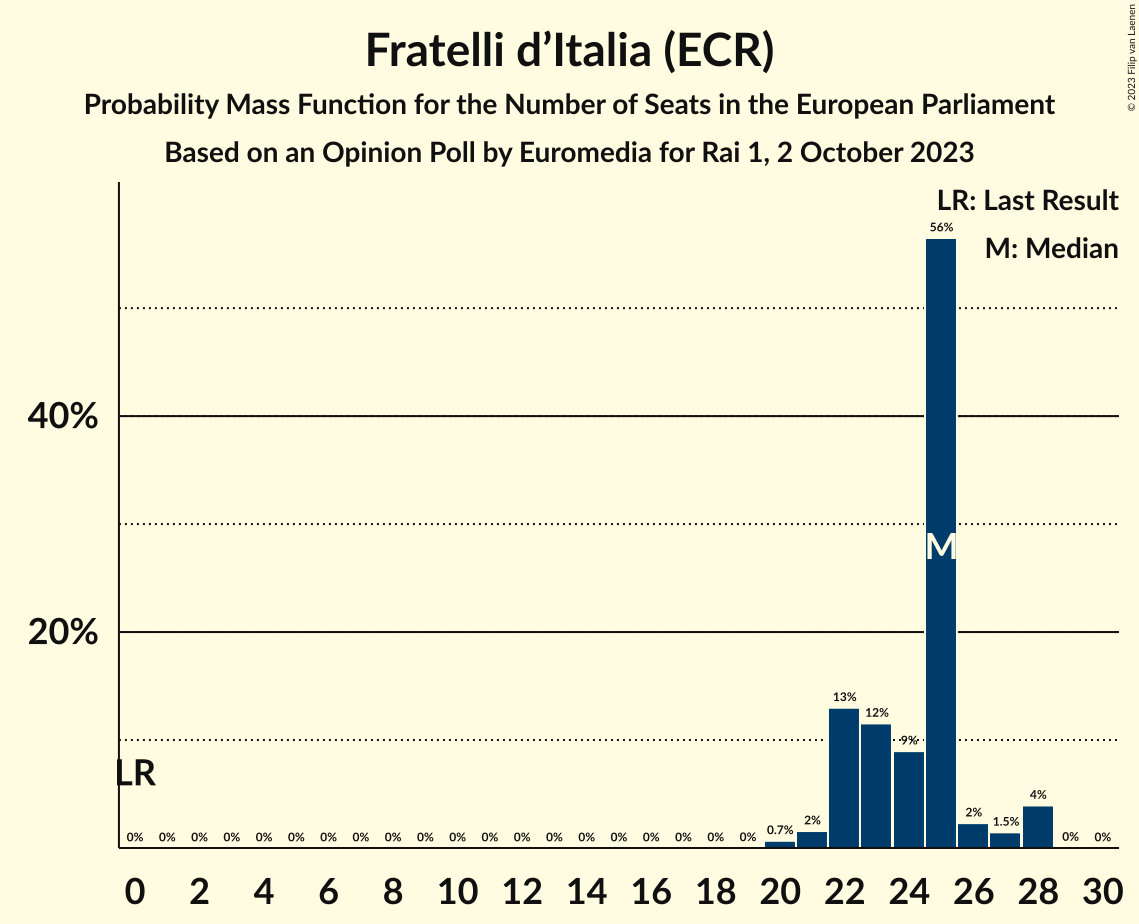 Fratelli d’Italia (ECR)
Probability Mass Function for the Number of Seats in the European Parliament
Based on an Opinion Poll by Euromedia for Rai 1, 2 October 2023
© 2023 Filip van Laenen
LR: Last Result
M: Median
56%
40%
M
20%
13%
12%
9%
LR
0% 0% 0% 0% 0% 0% 0% 0% 0% 0% 0% 0% 0% 0% 0% 0% 0% 0% 0% 0% 0.7% 2% 2% 1.5% 4% 0% 0%
0 2 4 6 8 10 12 14 16 18 20 22 24 26 28 30